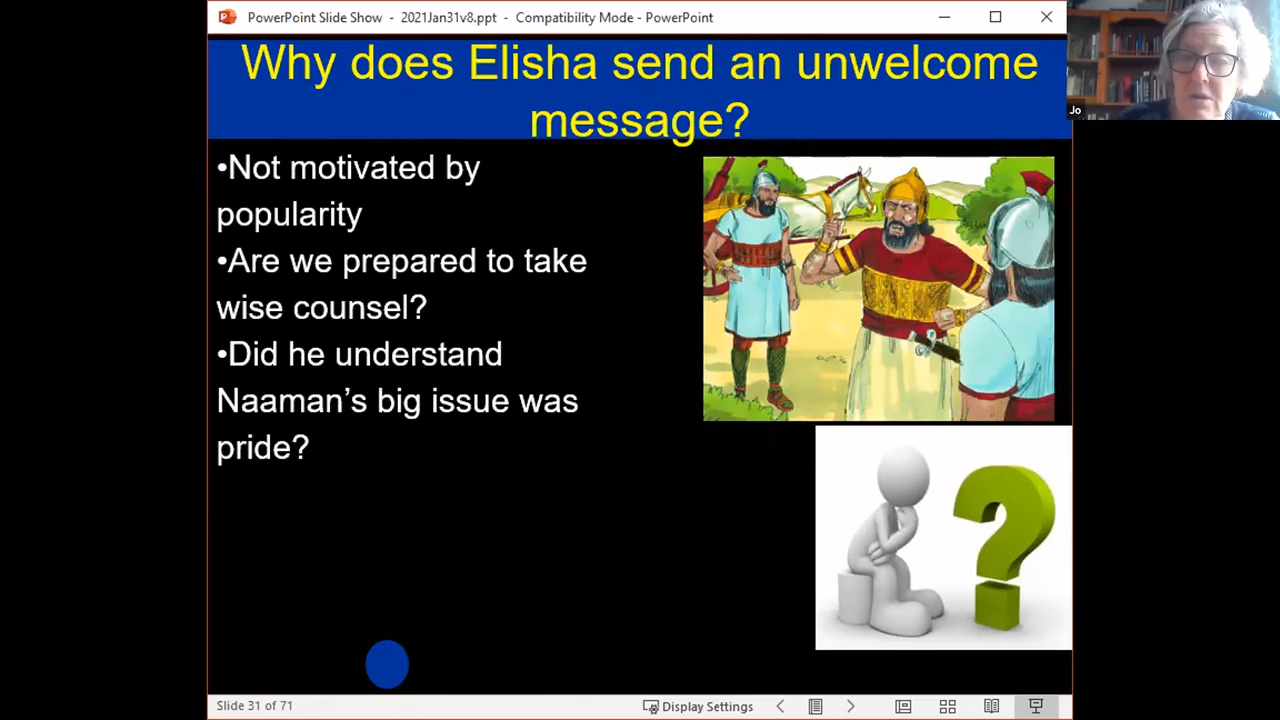 PowerPoint Slide Show - 2021Jan31v8.ppt - Compatibility Mode - PowerPoint
Jo
Why does Elisha send an unwelcome
message?
•Not motivated by
popularity
•Are we prepared to take
wise counsel?
•Did he understand
Naaman's big issue was
pride?
?
Slide 31 of 71
Display Settings